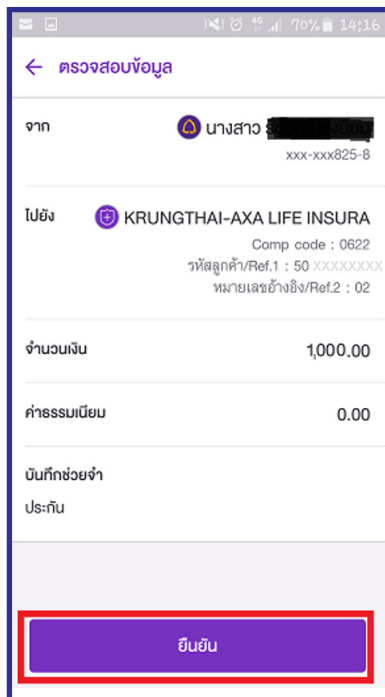 4G 70% 14:16
ตรวจสอบข้อมูล
จาก นางสาว
xxx-xxx825-8
ไปยัง KRUNGTHAI-AXA LIFE INSURA
Comp code : 0622
รหัสลูกค้า/Ref.1 : 50 XXXXXXXX
หมายเลขอ้างอิง/Ref.2 : 02
จำนวนเงิน 1,000.00
ค่าธรรมเนียม 0.00
บันทึกช่วยจำ
ประกัน
ยืนยัน